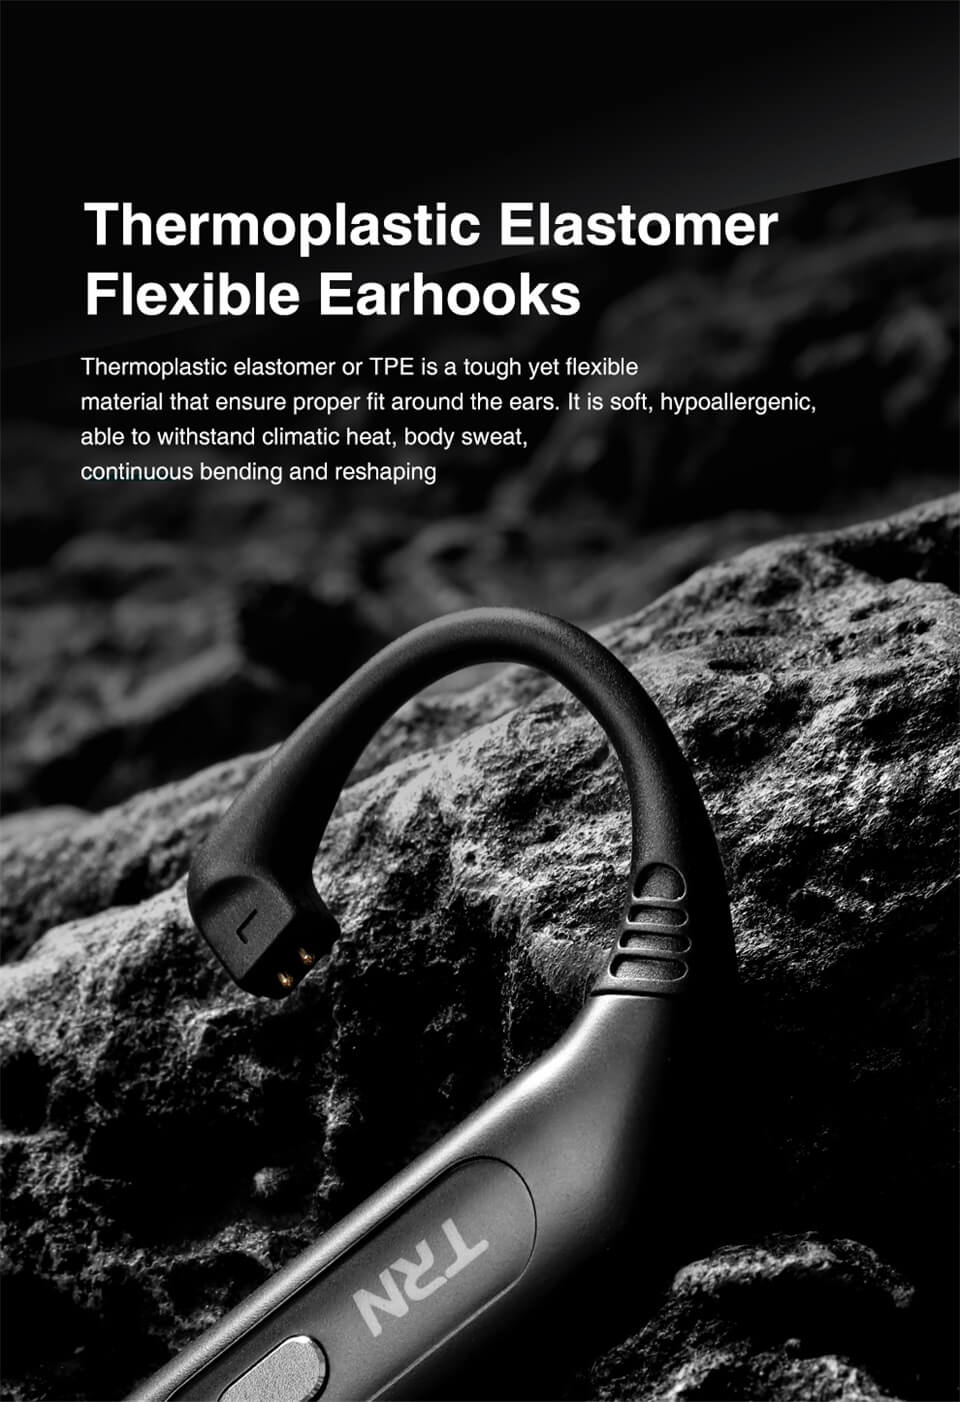 Thermoplastic Elastomer
Flexible Earhooks
Thermoplastic elastomer or TPE is a tough yet flexible
material that ensure proper fit around the ears. It is soft, hypoallergenic,
able to withstand climatic heat, body sweat,
continuous bending and reshaping
L
TRN